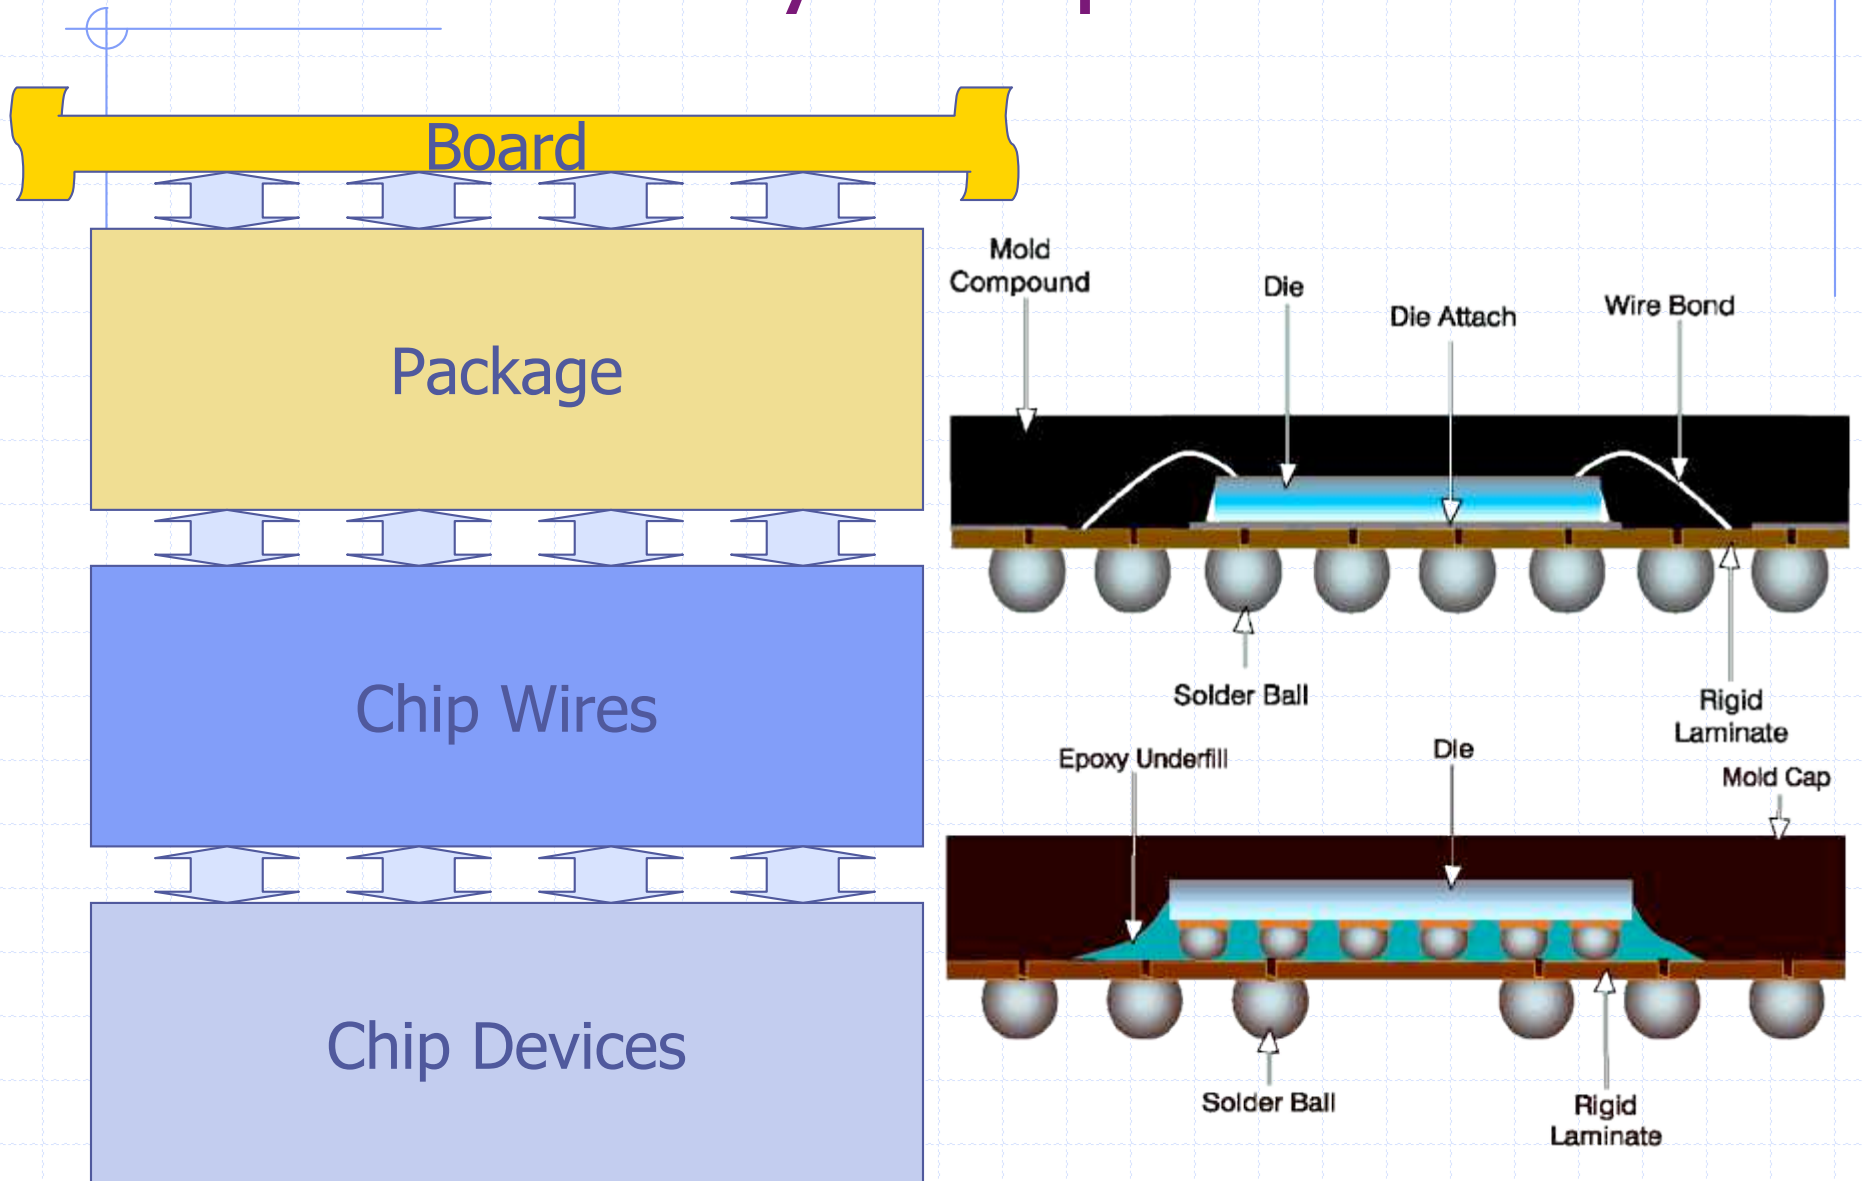 Board
Package
Chip Wires
Chip Devices
Mold
Compound
Die
Die Attach
Wire Bond
Solder Ball
Rigid
Laminate
Epoxy Underfill
Die
Mold Cap
Solder Ball
Rigid
Laminate